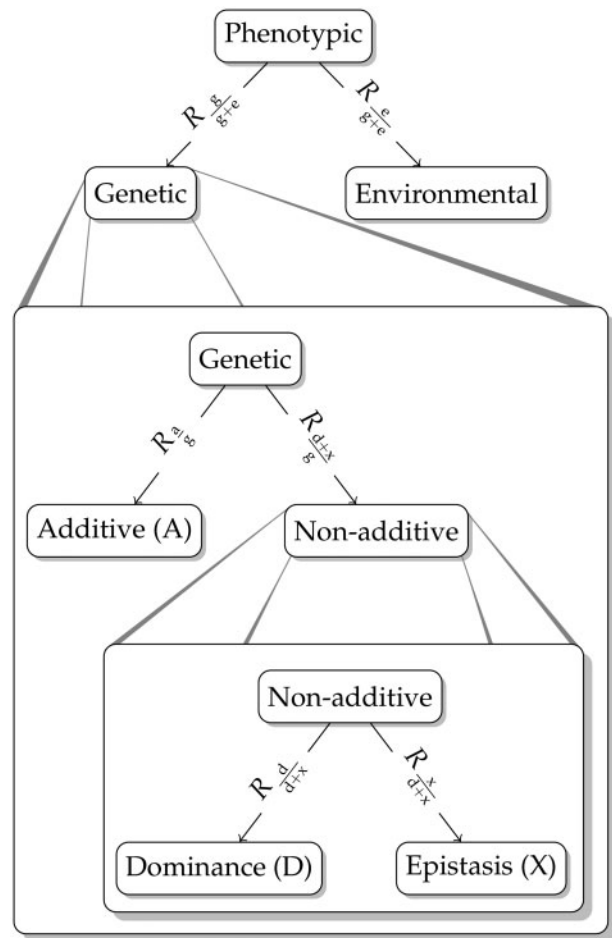 Phenotypic
R g/(g+e)
R e/(g+e)
Genetic
Environmental
Genetic
R a/g
R (d+x)/g
Additive (A)
Non-additive
Non-additive
R d/(d+x)
R x/(d+x)
Dominance (D)
Epistasis (X)